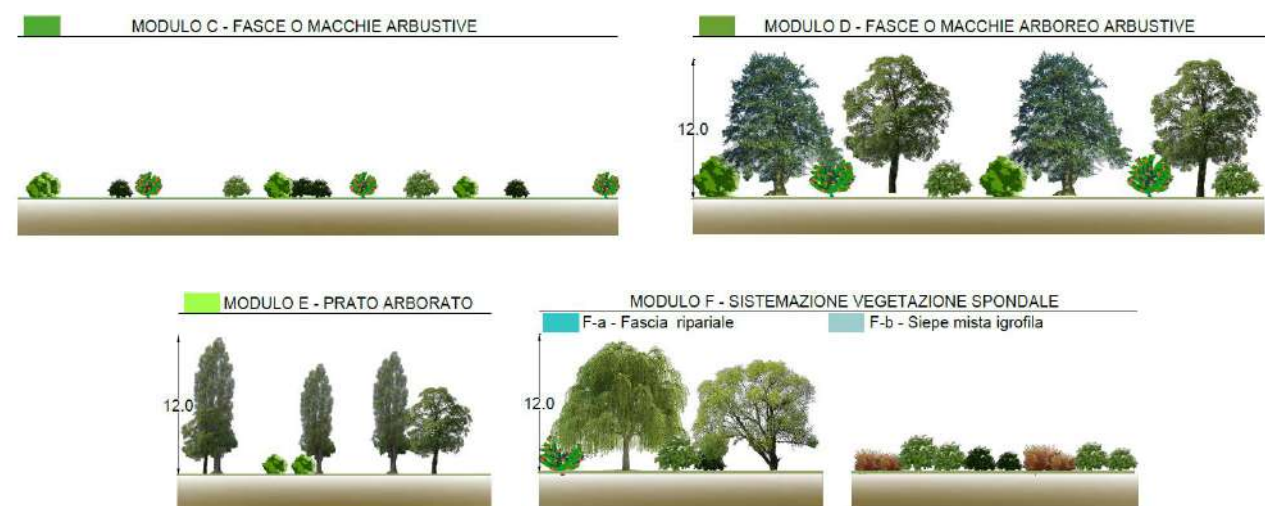 MODULO C - FASCE O MACCHIE ARBUSTIVE
MODULO D - FASCE O MACCHIE ARBOREO ARBUSTIVE
12.0
MODULO E - PRATO ARBORATO
12.0
MODULO F - SISTEMAZIONE VEGETAZIONE SPONDALE
F-a - Fascia ripariale
F-b - Siepe mista igrofila
12.0